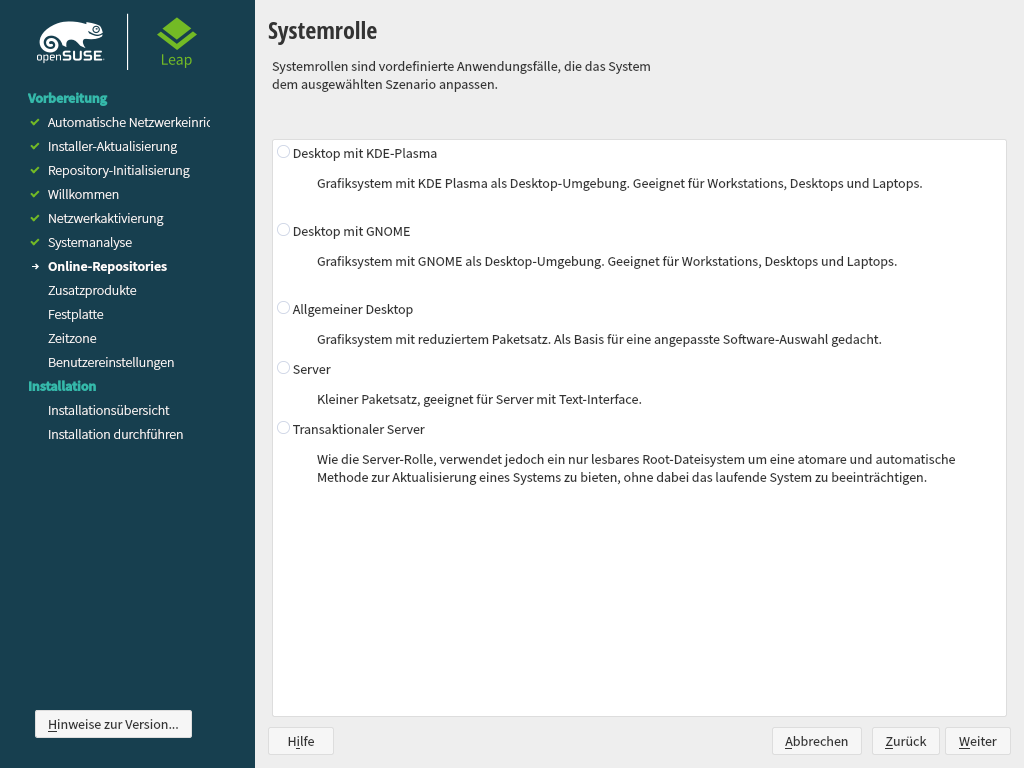 openSUSE
Leap
Vorbereitung
Automatische Netzwerkeinric
Installer-Aktualisierung
Repository-Initialisierung
Willkommen
Netzwerkaktivierung
Systemanalyse
Online-Repositories
Zusatzprodukte
Festplatte
Zeitzone
Benutzereinstellungen
Installation
Installationsübersicht
Installation durchführen
Hinweise zur Version...
Systemrolle
Systemrollen sind vordefinierte Anwendungsfälle, die das System
dem ausgewählten Szenario anpassen.
Desktop mit KDE-Plasma
Grafiksystem mit KDE Plasma als Desktop-Umgebung. Geeignet für Workstations, Desktops und Laptops.
Desktop mit GNOME
Grafiksystem mit GNOME als Desktop-Umgebung. Geeignet für Workstations, Desktops und Laptops.
Allgemeiner Desktop
Grafiksystem mit reduziertem Paketsatz. Als Basis für eine angepasste Software-Auswahl gedacht.
Server
Kleiner Paketsatz, geeignet für Server mit Text-Interface.
Transaktionaler Server
Wie die Server-Rolle, verwendet jedoch ein nur lesbares Root-Dateisystem um eine atomare und automatische
Methode zur Aktualisierung eines Systems zu bieten, ohne dabei das laufende System zu beeinträchtigen.
Hilfe
Abbrechen
Zurück
Weiter